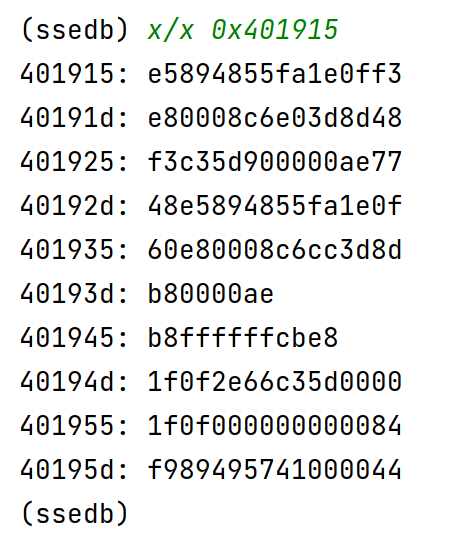 (ssedb) x/x 0x401915
401915: e5894855fa1e0ff3
40191d: e80008c6e03d8d48
401925: f3c35d900000ae77
40192d: 48e5894855fa1e0f
401935: 60e80008c6cc3d8d
40193d: b80000ae
401945: b8ffffffcbe8
40194d: 1f0f2e66c35d0000
401955: 1f0f000000000084
40195d: f989495741000044
(ssedb)